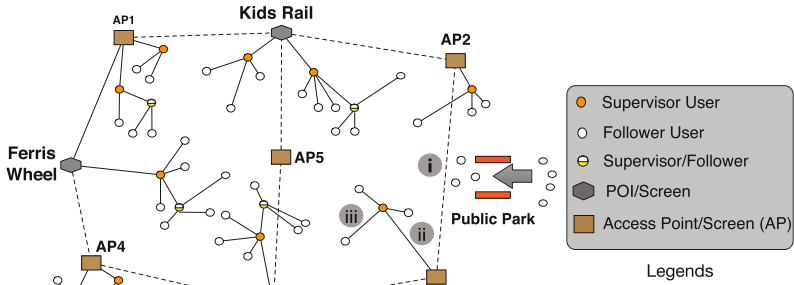 Kids Rail
AP1
AP2
Supervisor User
Follower User
Supervisor/Follower
POI/Screen
Access Point/Screen (AP)
Legends
Ferris
Wheel
AP5
i
Public Park
iii
ii
AP4